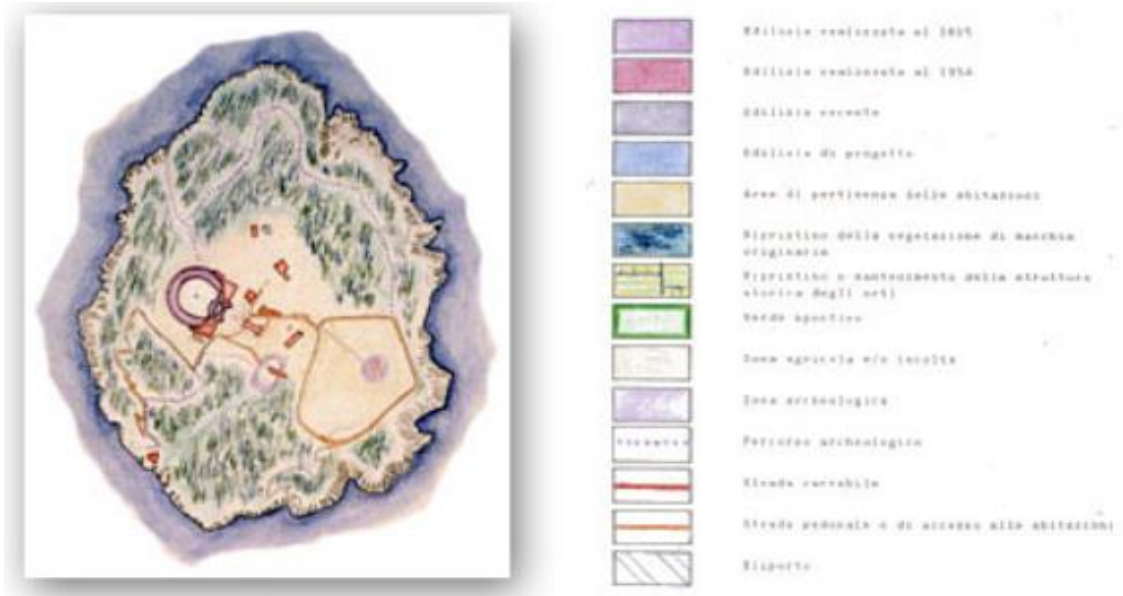 Edilizia realizzata al 18
Edilizia realizzata al 195
Edilizia recente
Edilizia di progetto
Aree di pertinenza delle abitazioni
Ripristino della vegetazione di macchia
originaria
Ripristino o mantenimento della struttura
storica degli orti
Verde sportivo
Zona agricola e/o incolta
Zona archeologica
Percorso archeologico
Strada carrabile
Strada pedonale o di accesso alle abitazioni
Eliporto